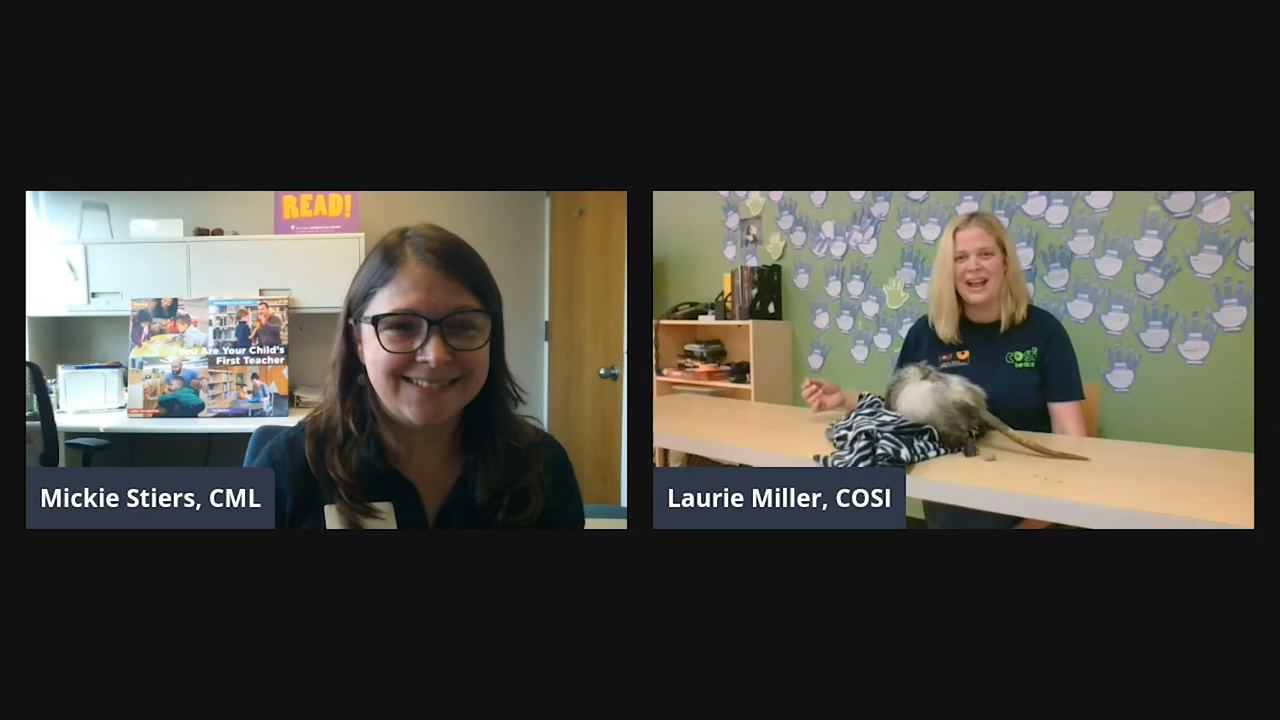 READ!
You Are Your Child's
First Teacher
cosi
Mickie Stiers, CML
Laurie Miller, COSI